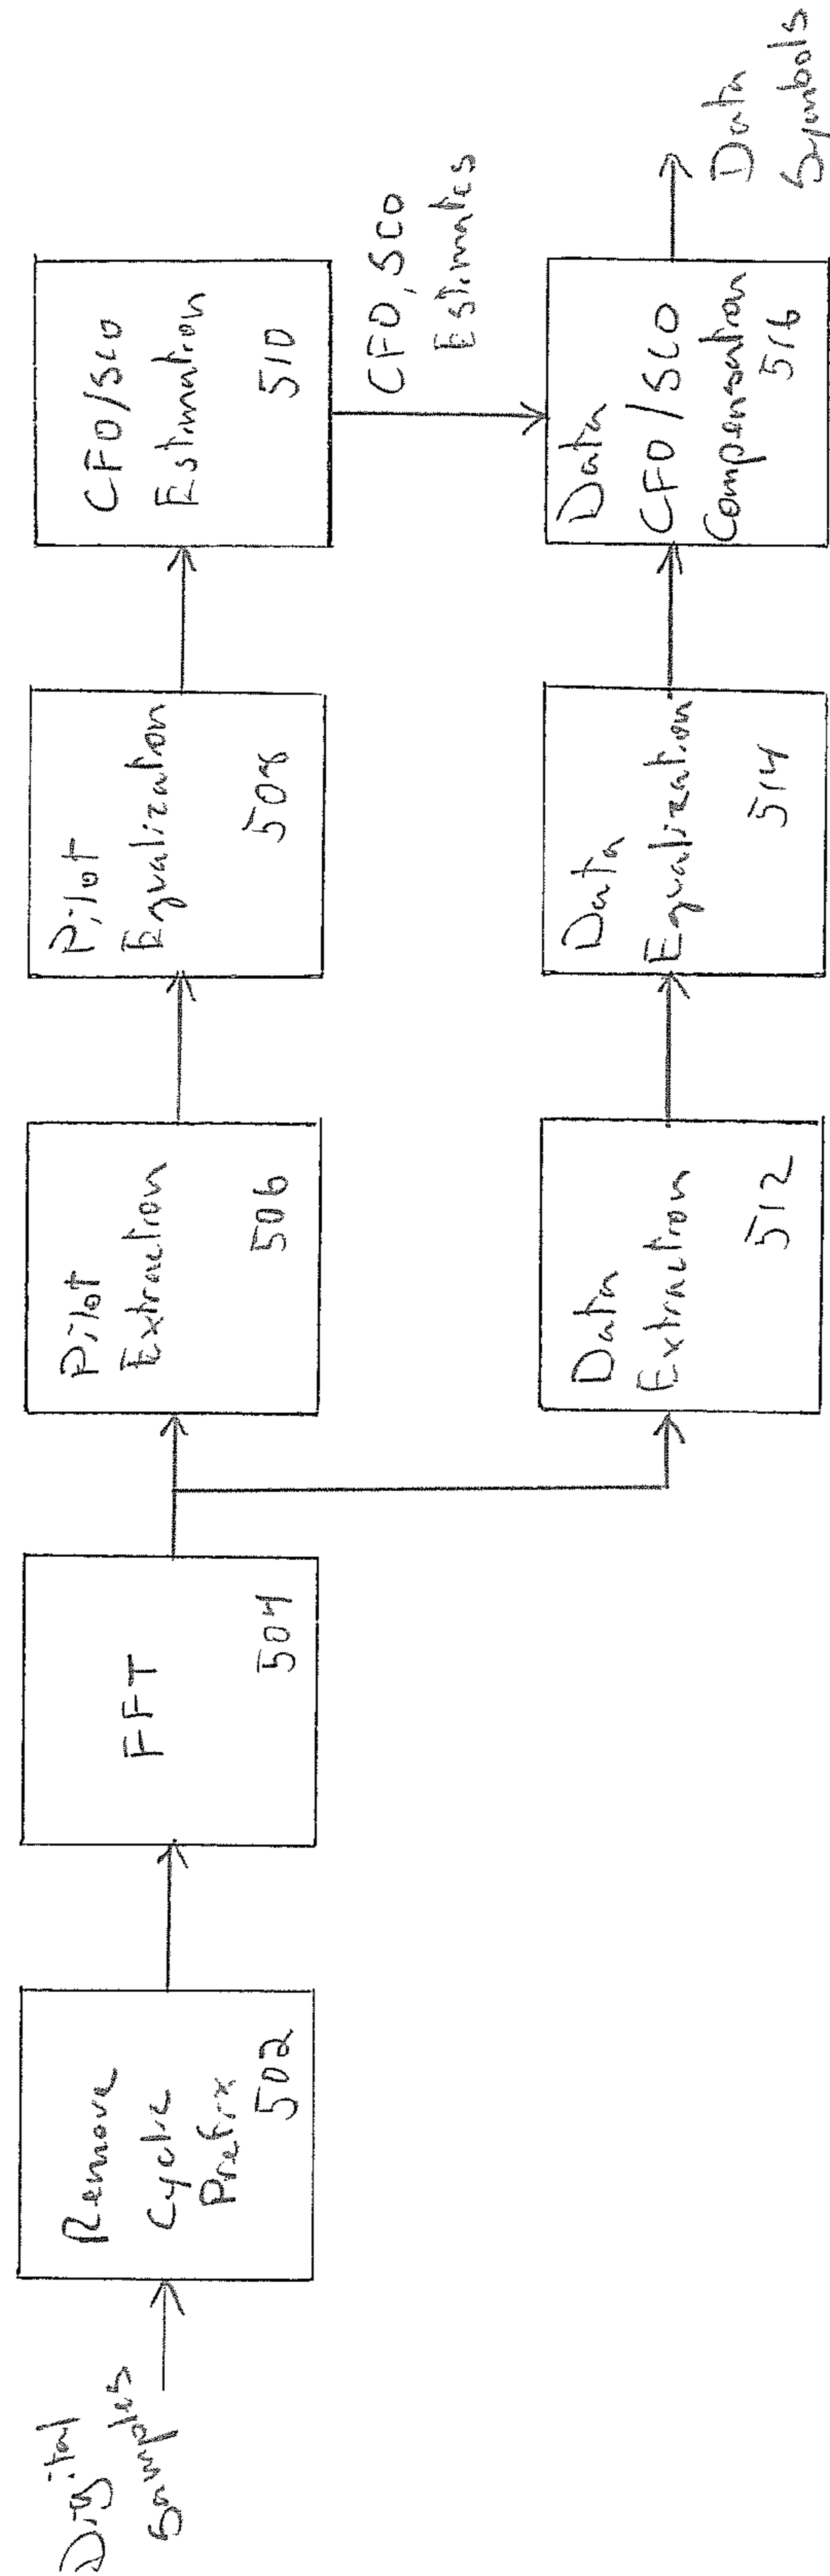 Digital
Samples
Remove
Cyclic
Prefix
502
FFT
504
Pilot
Extraction
506
Pilot
Equalization
508
CFO/SCO
Estimation
510
CFO, SCO
Estimates
Data
Extraction
512
Data
Equalization
514
Data
CFO/SCO
Compensation
516
Data
Symbols